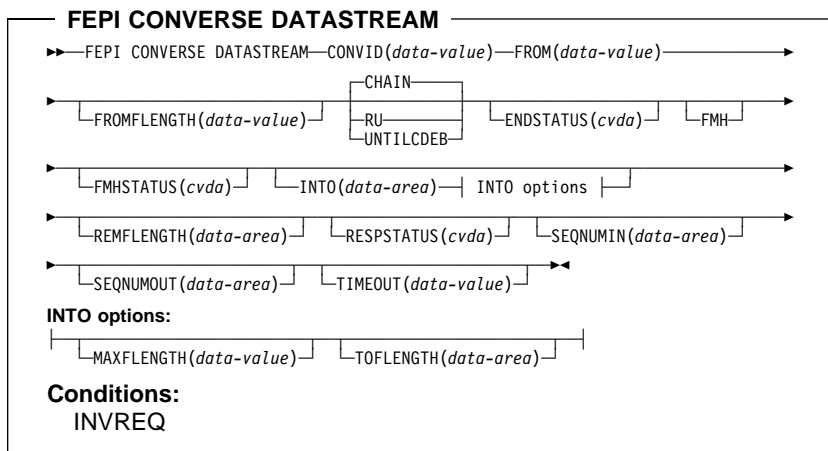 FEPI CONVERSE DATASTREAM
FEPI CONVERSE DATASTREAM CONVID(data-value) FROM(data-value)
CHAIN
FROMFLENGTH(data-value) RU ENDSTATUS(cvda) FMH
UNTILCDEB
FMHSTATUS(cvda) INTO(data-area) INTO options
REMFLENGTH(data-area) RESPSTATUS(cvda) SEQNUMIN(data-area)
SEQNUMOUT(data-area) TIMEOUT(data-value)
INTO options:
MAXFLENGTH(data-value) TOFLENGTH(data-area)
Conditions:
INVREQ